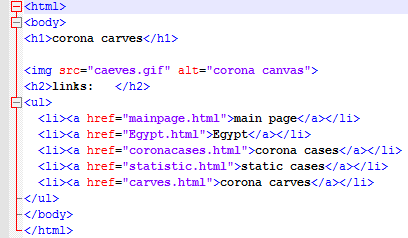 <html>
<body>
<h1>corona carves</h1>
<img src="caeves.gif" alt="corona canvas">
<h2>links:   </h2>
<ul>
<li><a href="mainpage.html">main page</a></li>
<li><a href="Egypt.html">Egypt</a></li>
<li><a href="coronacases.html">corona cases</a></li>
<li><a href="statistic.html">static cases</a></li>
<li><a href="carves.html">corona carves</a></li>
</ul>
</body>
</html>